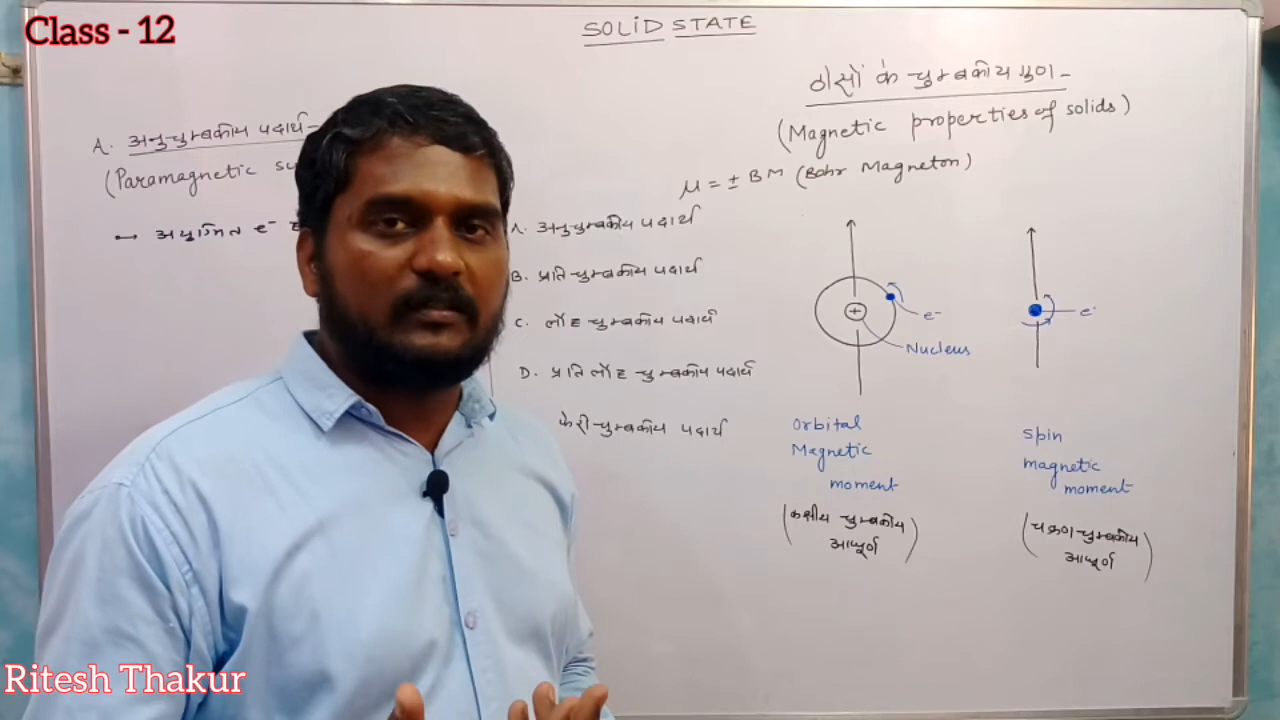 Class - 12
SOLID STATE
ठोसों के चुम्बकीय गुण -
(Magnetic properties of solids)
μ = ± BM (Bohr Magneton)
A. अनुचुम्बकीय पदार्थ -
(Paramagnetic su
→ अयुग्मित e⁻
A. अनुचुम्बकीय पदार्थ
B. प्रति चुम्बकीय पदार्थ
C. लौह चुम्बकीय पदार्थ
D. प्रति लौह चुम्बकीय पदार्थ
फेरी चुम्बकीय पदार्थ
+
e⁻
Nucleus
Orbital
Magnetic
moment
(कक्षीय चुम्बकीय
आघूर्ण)
e⁻
Spin
magnetic
moment
(चक्रण चुम्बकीय
आघूर्ण)
Ritesh Thakur